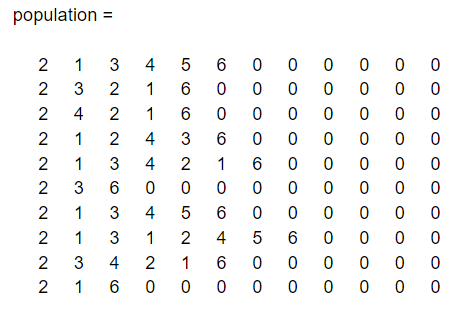 population =
2 1 3 4 5 6 0 0 0 0 0 0
2 3 2 1 6 0 0 0 0 0 0 0
2 4 2 1 6 0 0 0 0 0 0 0
2 1 2 4 3 6 0 0 0 0 0 0
2 1 3 4 2 1 6 0 0 0 0 0
2 3 6 0 0 0 0 0 0 0 0 0
2 1 3 4 5 6 0 0 0 0 0 0
2 1 3 1 2 4 5 6 0 0 0 0
2 3 4 2 1 6 0 0 0 0 0 0
2 1 6 0 0 0 0 0 0 0 0 0